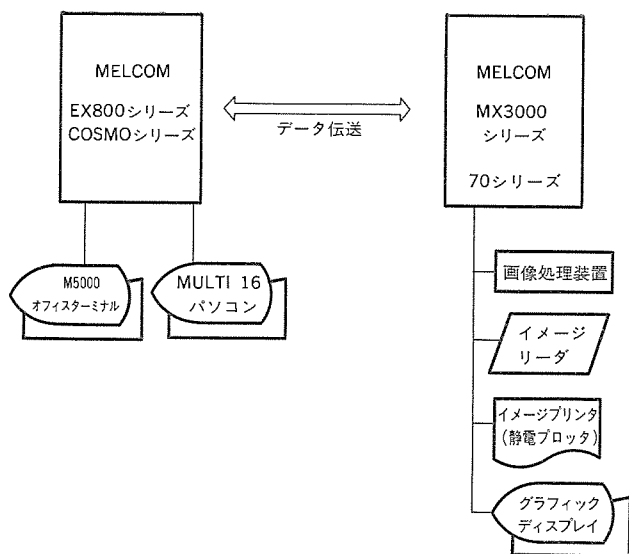 MELCOM
EX800シリーズ
COSMOシリーズ
データ伝送
MELCOM
MX3000
シリーズ
70シリーズ
M5000
オフィスターミナル
MULTI 16
パソコン
画像処理装置
イメージ
リーダ
イメージプリンタ
(静電プロッタ)
グラフィック
ディスプレイ